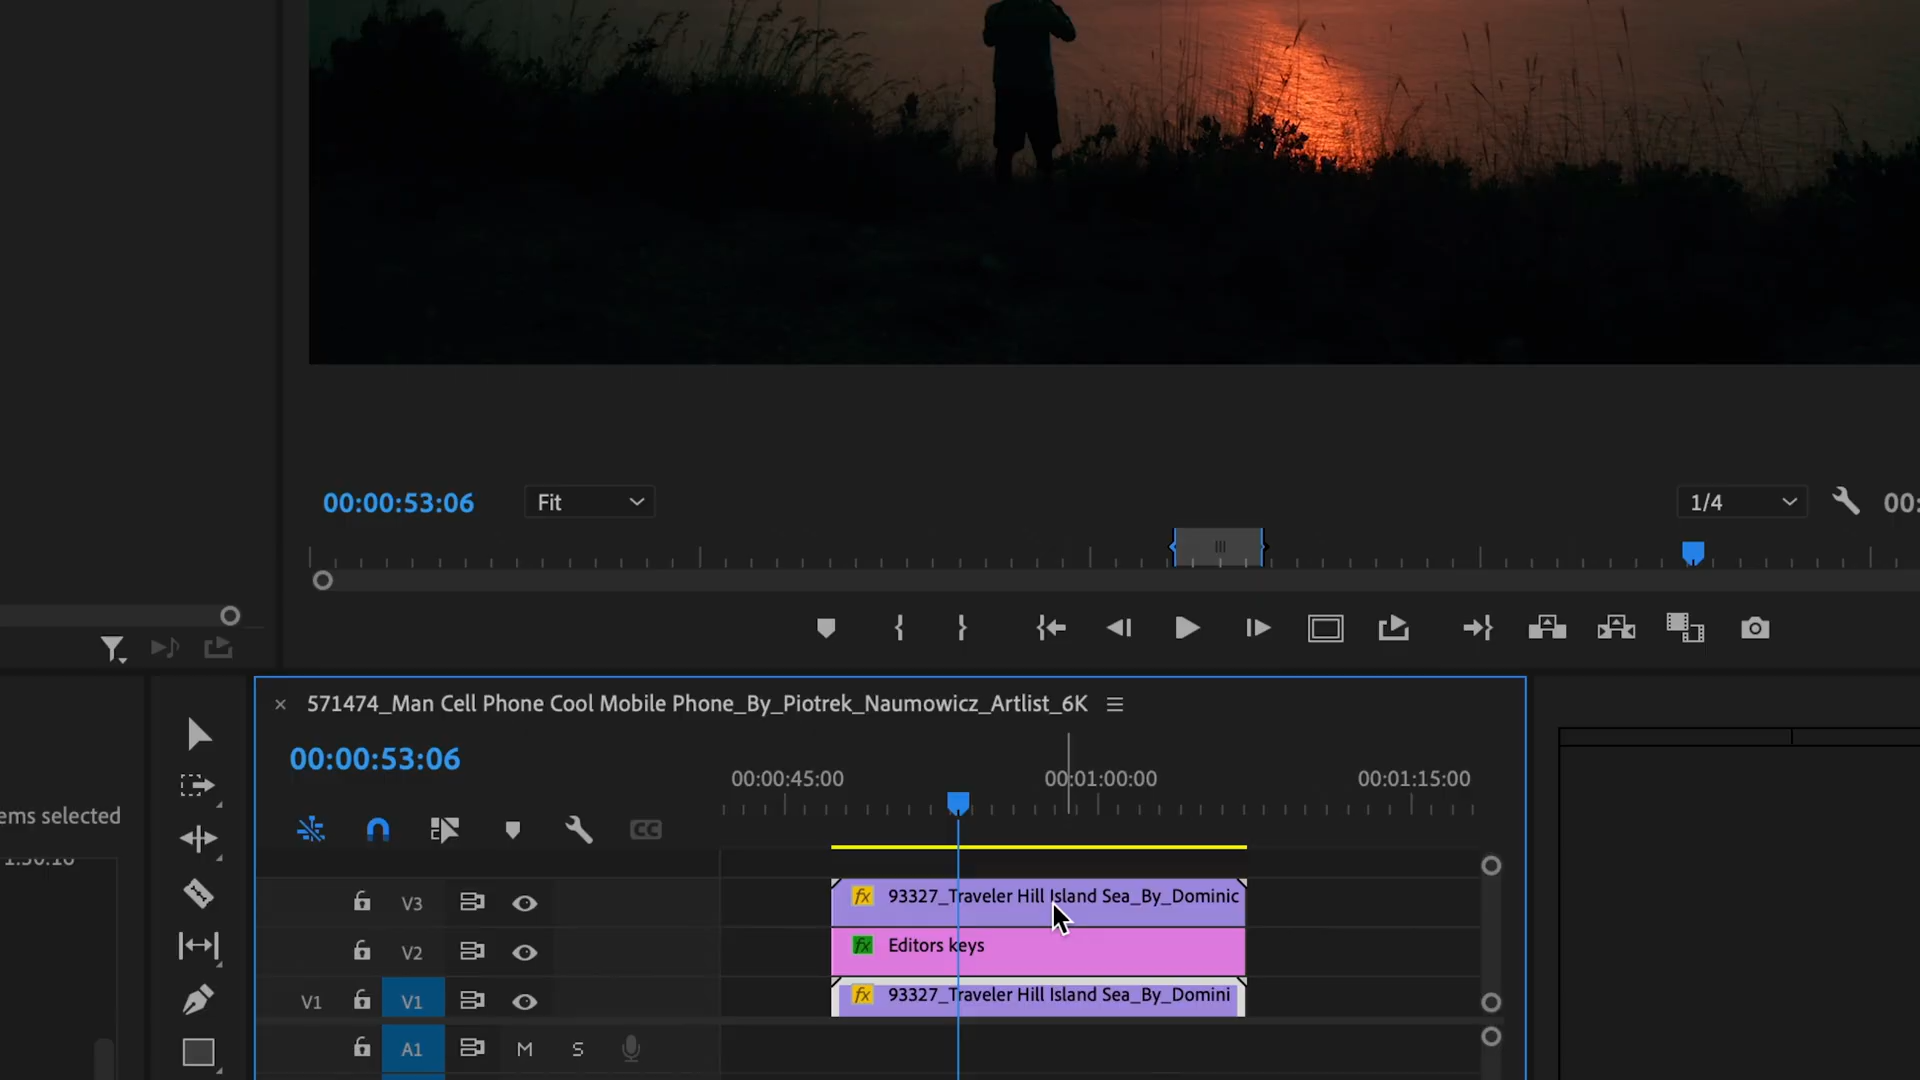 00:00:53:06
Fit
1/4
00:
571474_Man Cell Phone Cool Mobile Phone_By_Piotrek_Naumowicz_Artlist_6K
00:00:53:06
00:00:45:00
00:01:00:00
00:01:15:00
ems selected
CC
V3
fx 93327_Traveler Hill Island Sea_By_Dominic
V2
fx Editors keys
V1
V1
fx 93327_Traveler Hill Island Sea_By_Domini
A1
M
S